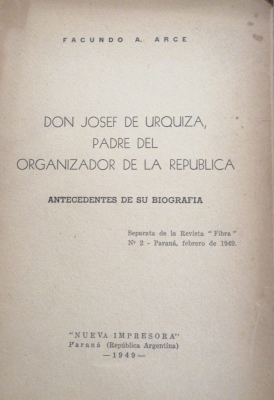 FACUNDO A. ARCE
DON JOSEF DE URQUIZA,
PADRE DEL
ORGANIZADOR DE LA REPUBLICA
ANTECEDENTES DE SU BIOGRAFIA
Separata de la Revista "Fibra"
Nº 2 - Paraná, febrero de 1949.
"NUEVA IMPRESORA"
Paraná (República Argentina)
—1949—